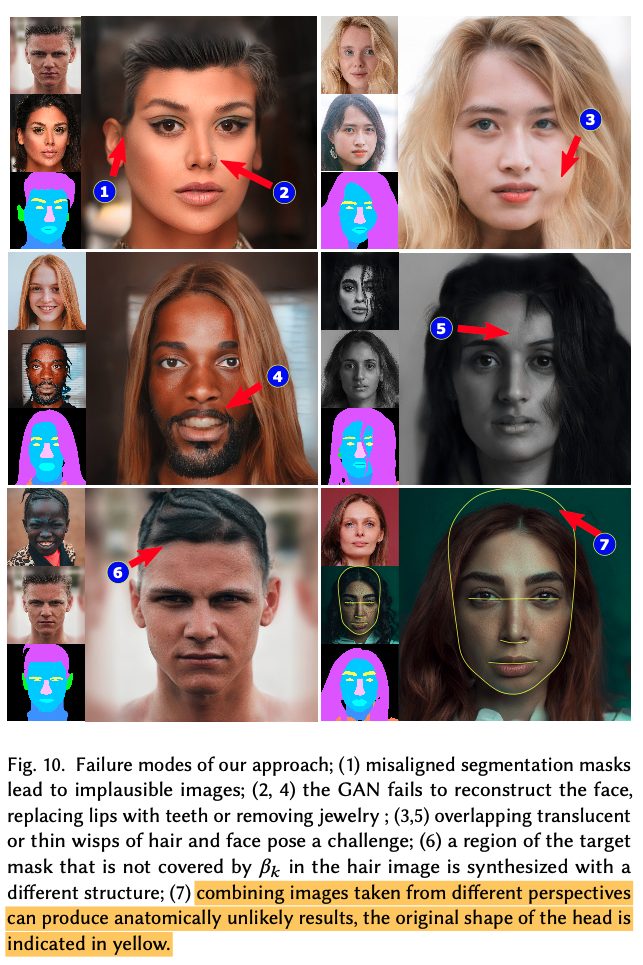 1
2
3
4
5
6
7
Fig. 10. Failure modes of our approach; (1) misaligned segmentation masks
lead to implausible images; (2, 4) the GAN fails to reconstruct the face,
replacing lips with teeth or removing jewelry ; (3,5) overlapping translucent
or thin wisps of hair and face pose a challenge; (6) a region of the target
mask that is not covered by βk in the hair image is synthesized with a
different structure; (7) combining images taken from different perspectives
can produce anatomically unlikely results, the original shape of the head is
indicated in yellow.